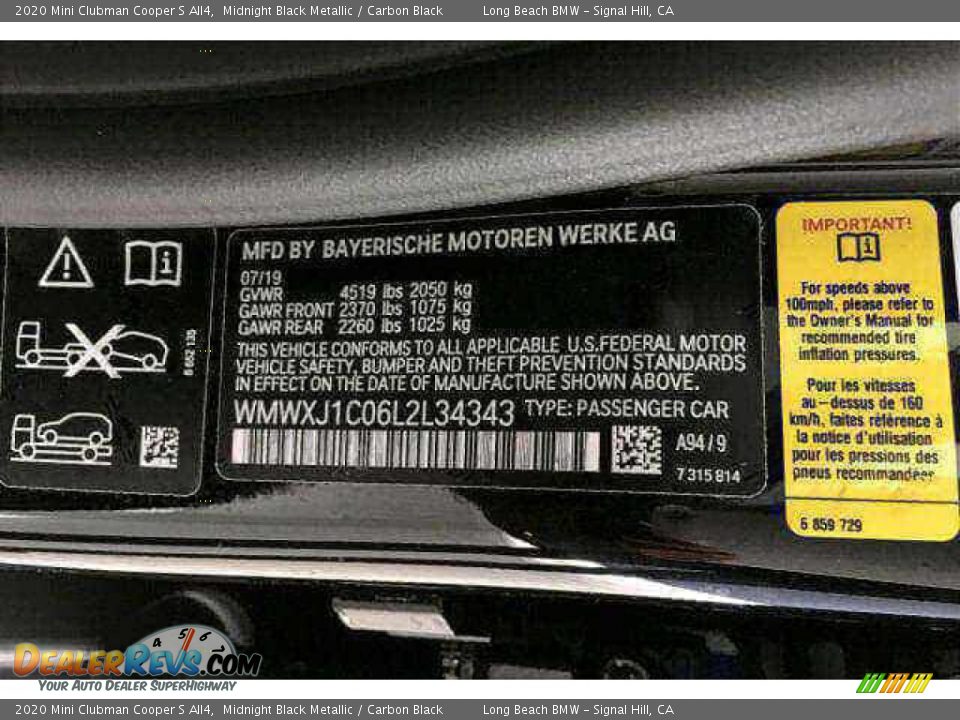 2020 Mini Clubman Cooper S All4, Midnight Black Metallic / Carbon Black Long Beach BMW - Signal Hill, CA
MFD BY BAYERISCHE MOTOREN WERKE AG
07/19
GVWR 4519 lbs 2050 kg
GAWR FRONT 2370 lbs 1075 kg
GAWR REAR 2260 lbs 1025 kg
THIS VEHICLE CONFORMS TO ALL APPLICABLE U.S.FEDERAL MOTOR
VEHICLE SAFETY, BUMPER AND THEFT PREVENTION STANDARDS
IN EFFECT ON THE DATE OF MANUFACTURE SHOWN ABOVE.
WMWXJ1C06L2L34343 TYPE: PASSENGER CAR
A94/9
7315814
IMPORTANT!
For speeds above
100mph, please refer to
the Owner's Manual for
recommended tire
inflation pressures.
Pour les vitesses
au-dessus de 160
km/h, faites référence à
la notice d'utilisation
pour les pressions des
pneus recommandees
6 859 729
DEALERREVS.COM
YOUR AUTO DEALER SUPERHIGHWAY
2020 Mini Clubman Cooper S All4, Midnight Black Metallic / Carbon Black Long Beach BMW - Signal Hill, CA